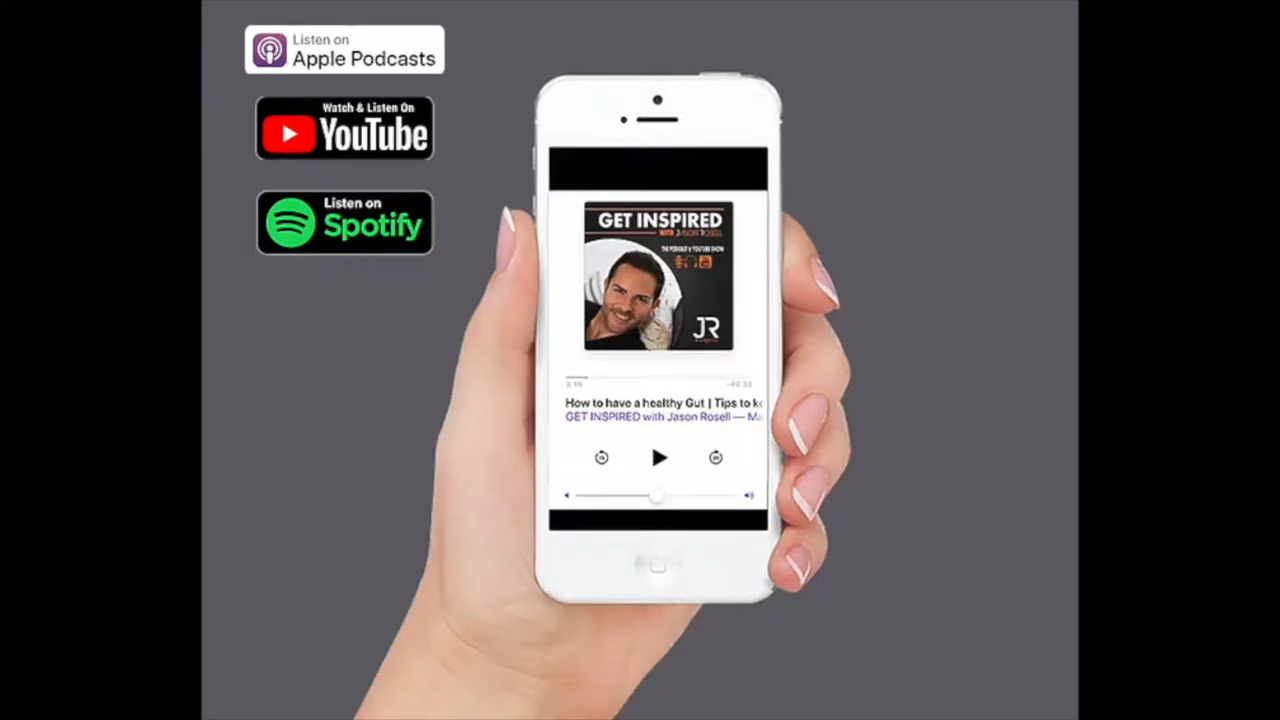 Listen on
Apple Podcasts
Watch & Listen On
YouTube
Listen on
Spotify
GET INSPIRED
WITH JASON ROSELL
THE PODCAST & YOUTUBE SHOW
JR
How to have a healthy Gut | Tips to ke
GET INSPIRED with Jason Rosell — Ma